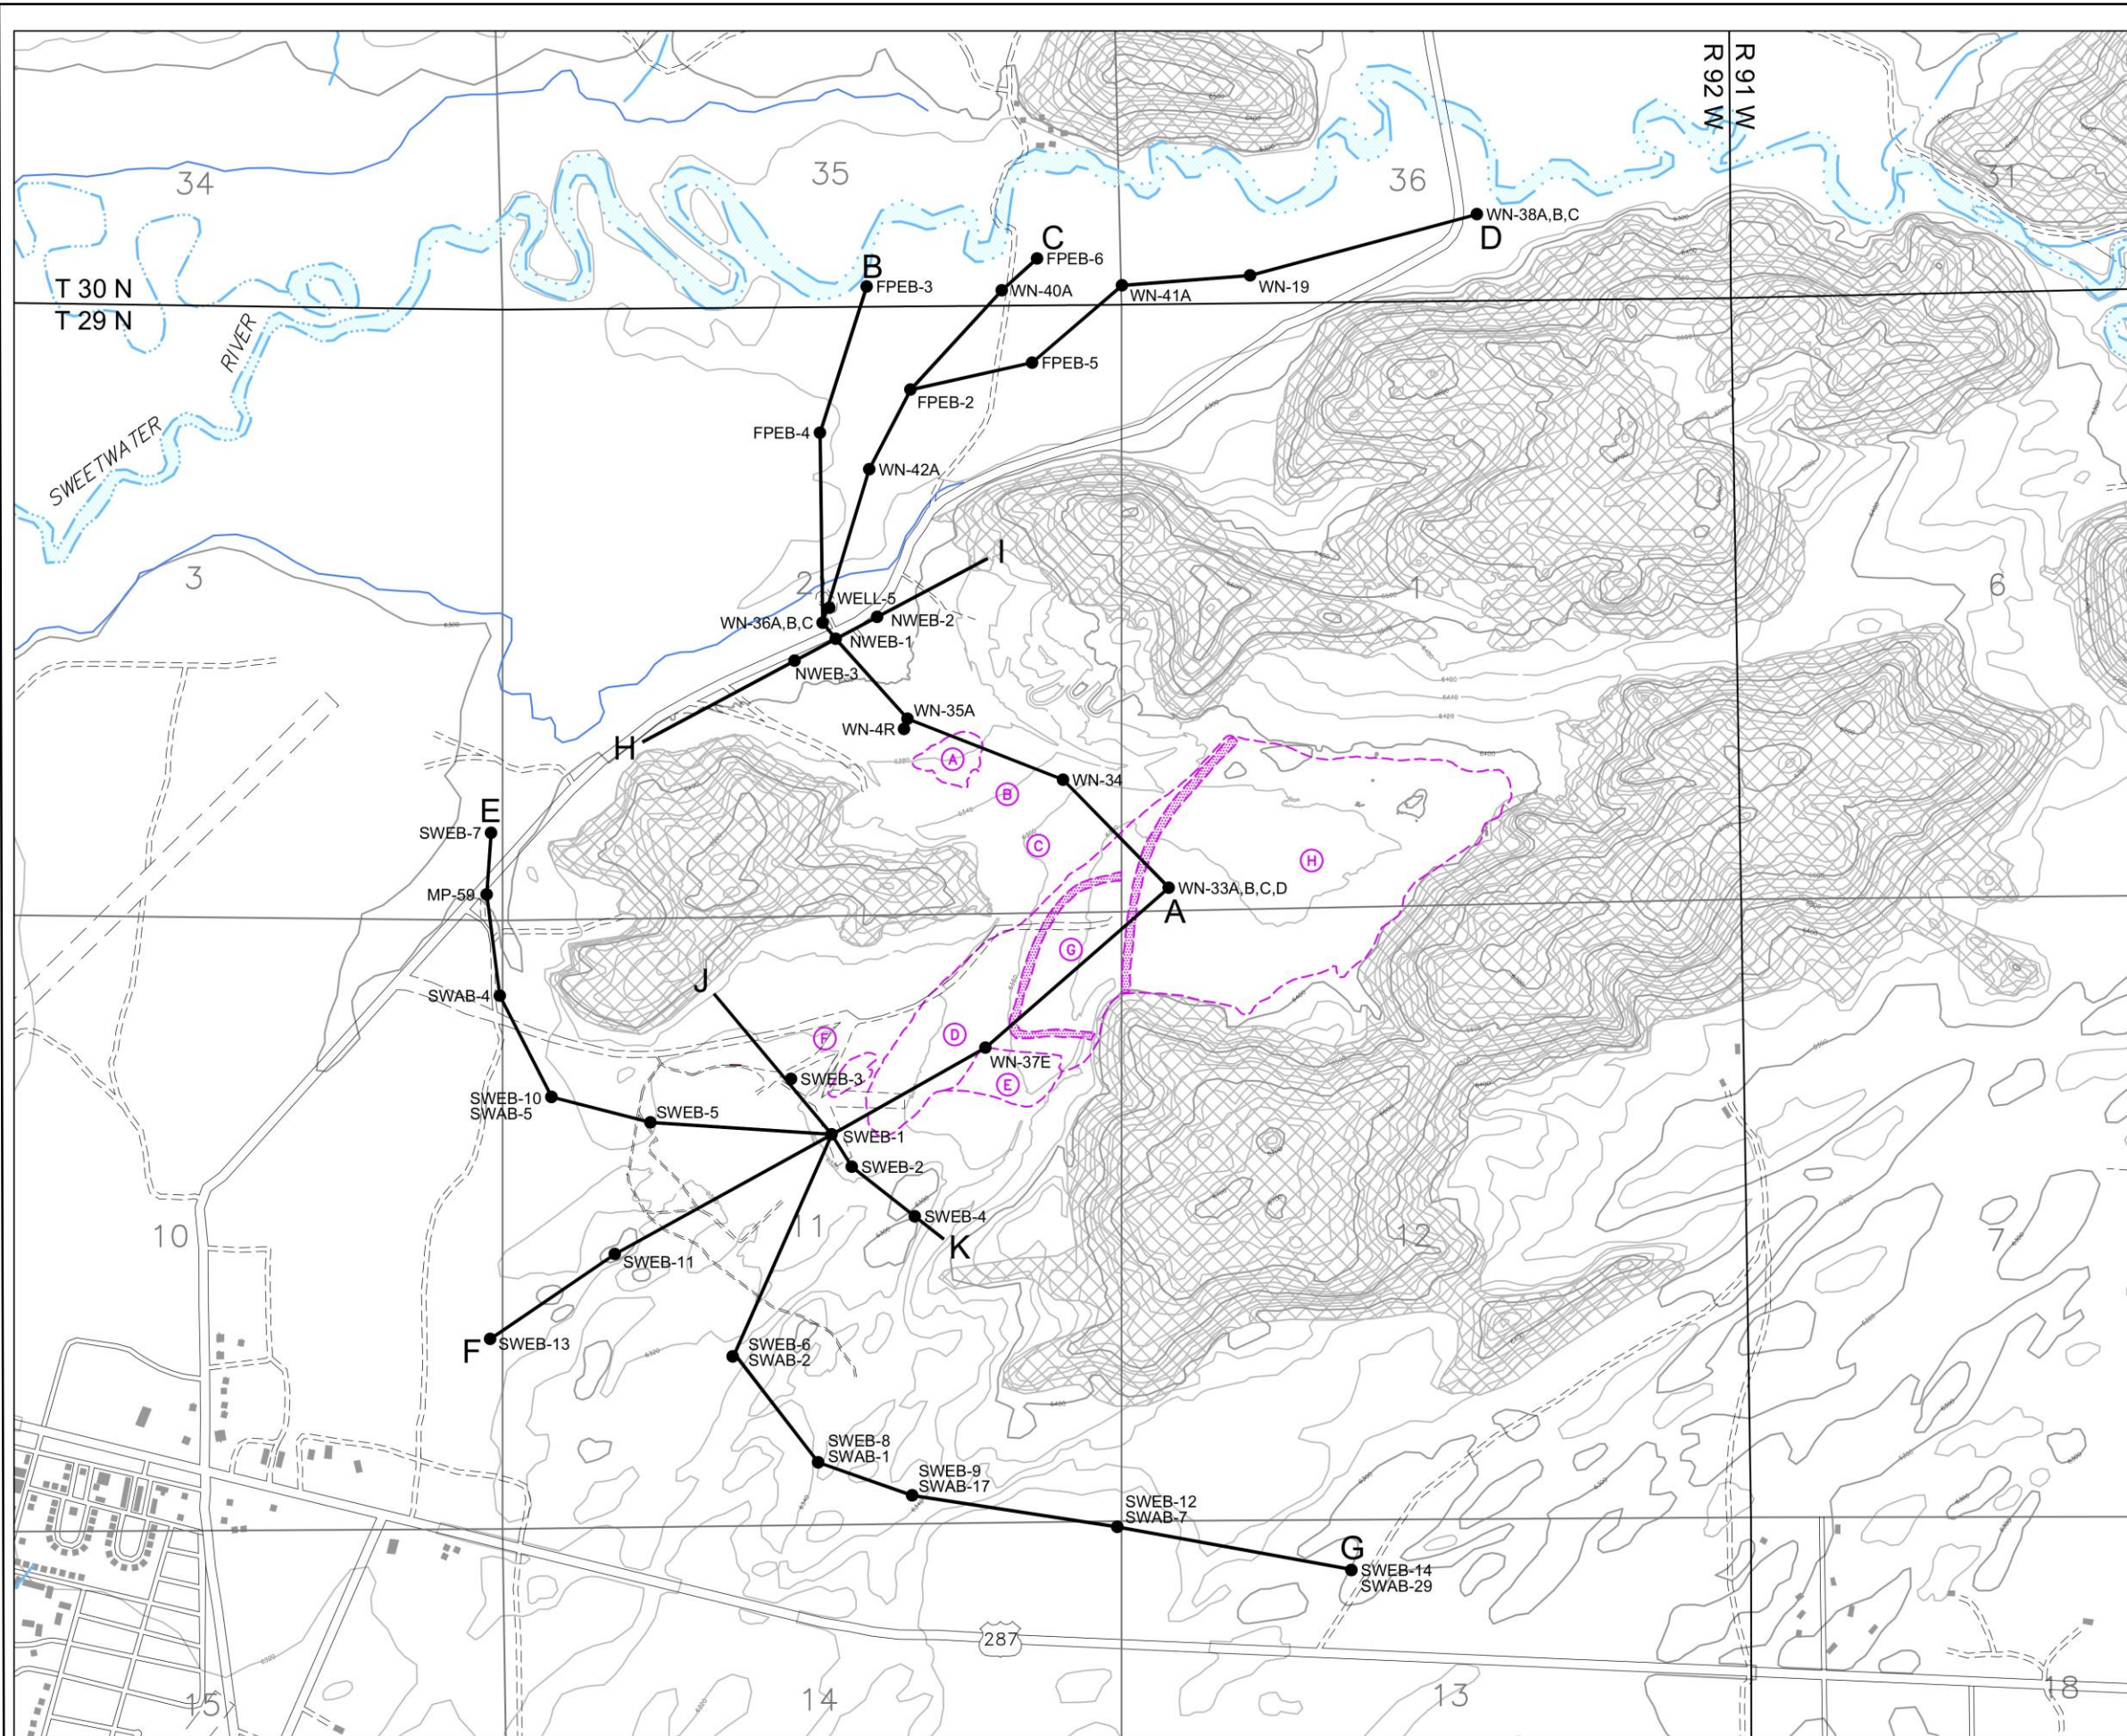 R 92 W
R 91 W
34
35
36
31
T 30 N
T 29 N
SWEETWATER
RIVER
B
FPEB-3
C
FPEB-6
WN-40A
WN-38A,B,C
D
WN-41A
WN-19
FPEB-5
FPEB-2
FPEB-4
WN-42A
3
2
1
6
I
WELL-5
WN-36A,B,C
NWEB-2
NWEB-1
NWEB-3
H
WN-35A
WN-4R
WN-34
A
B
C
H
6300
6400
6440
6420
6400
E
SWEB-7
MP-59
WN-33A,B,C,D
A
G
J
SWAB-4
F
D
WN-37E
E
SWEB-3
SWEB-10
SWAB-5
SWEB-5
SWEB-1
SWEB-2
SWEB-4
K
10
11
12
7
SWEB-11
F
SWEB-13
SWEB-6
SWAB-2
SWEB-8
SWAB-1
SWEB-9
SWAB-17
SWEB-12
SWAB-7
G
SWEB-14
SWAB-29
287
15
14
13
18